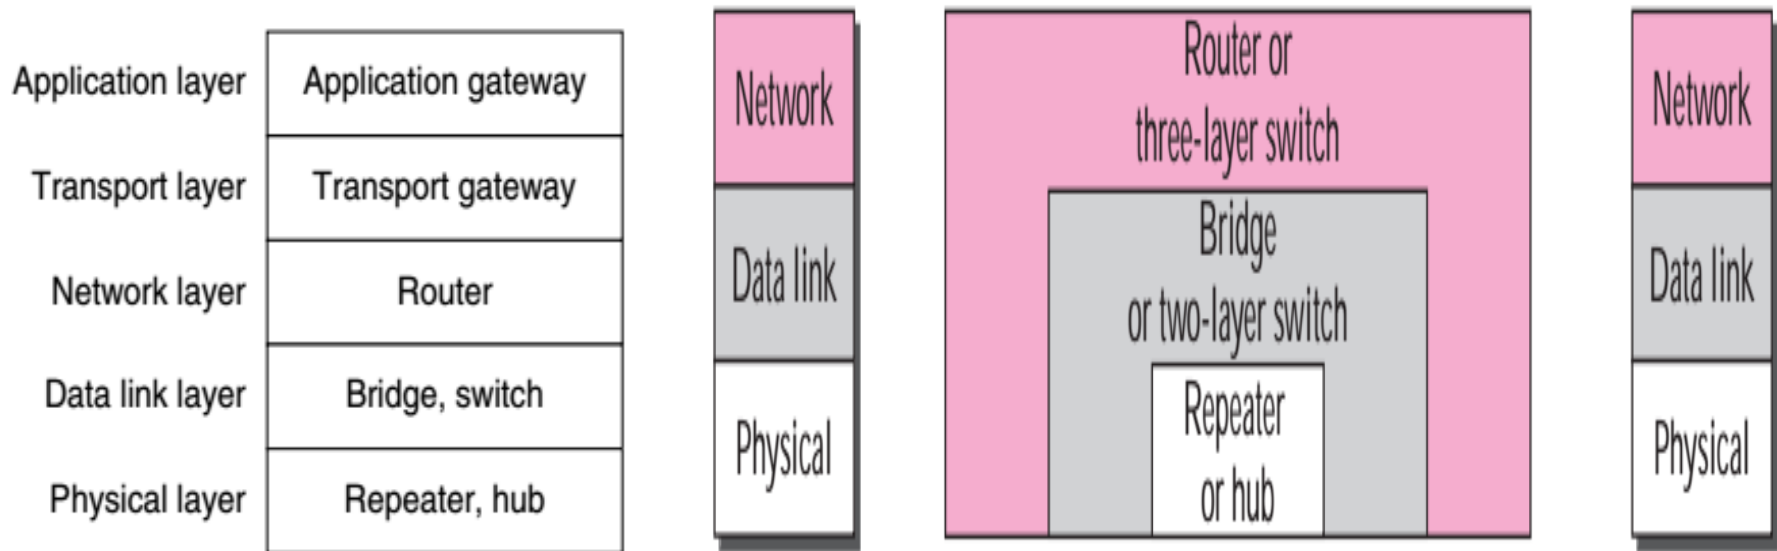 Application layer Application gateway
Transport layer Transport gateway
Network layer Router
Data link layer Bridge, switch
Physical layer Repeater, hub
Network
Data link
Physical
Router or
three-layer switch
Bridge
or two-layer switch
Repeater
or hub
Network
Data link
Physical